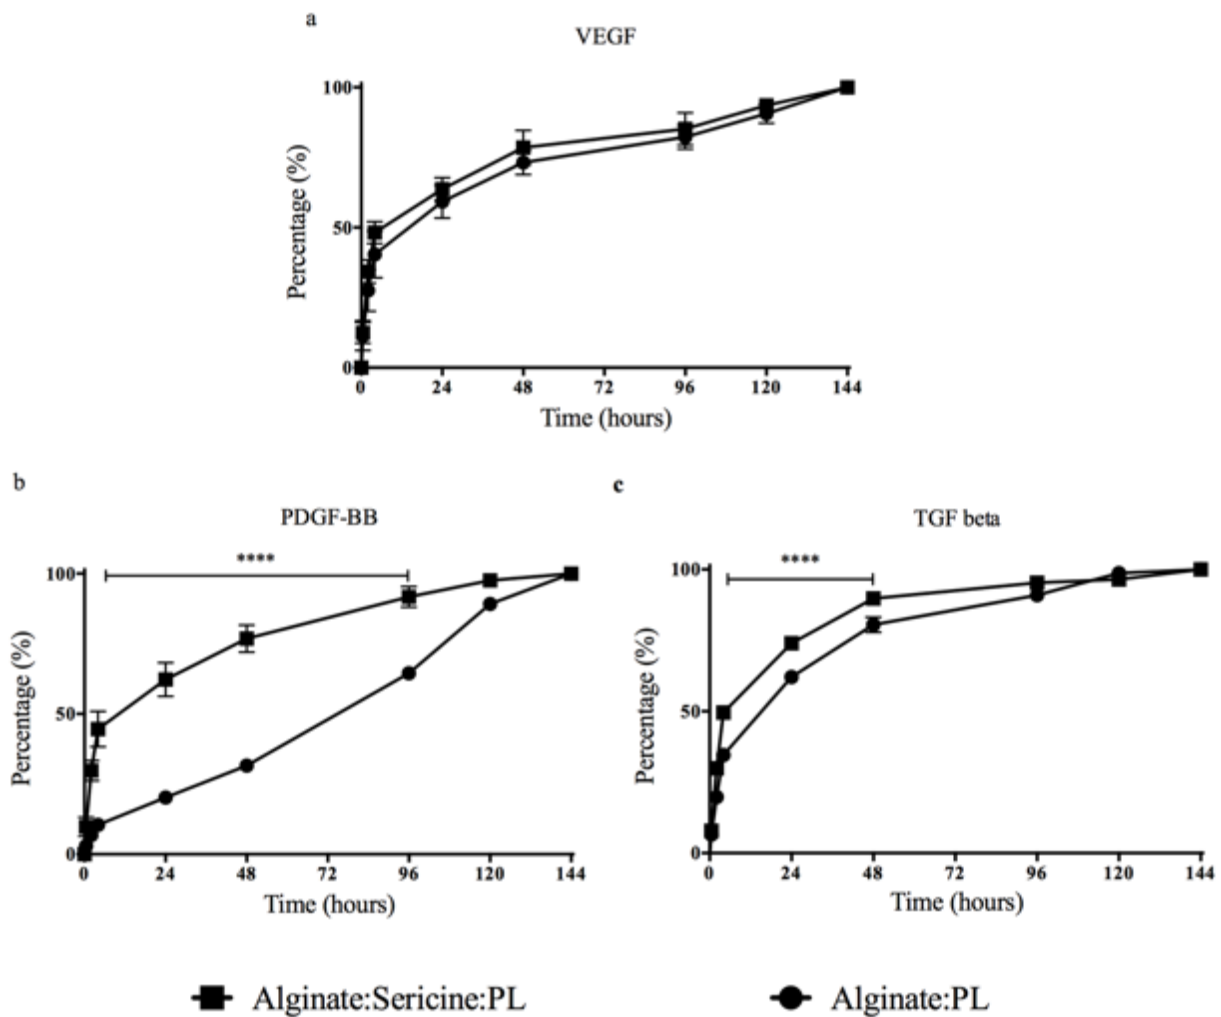 a
VEGF
100
50
0
Percentage (%)
0 24 48 72 96 120 144
Time (hours)
b
PDGF-BB
****
100
50
0
Percentage (%)
0 24 48 72 96 120 144
Time (hours)
c
TGF beta
****
100
50
0
Percentage (%)
0 24 48 72 96 120 144
Time (hours)
Alginate:Sericine:PL
Alginate:PL